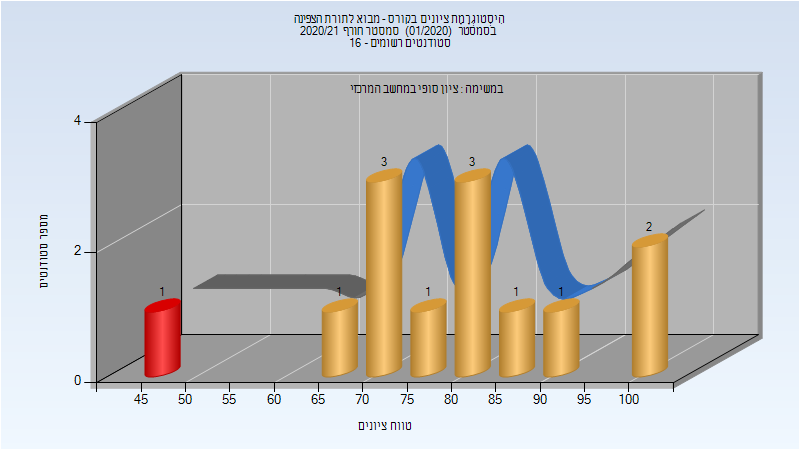 היסטוגרמת ציונים בקורס - מבוא לתורת הצפינה
בסמסטר (01/2020) סמסטר חורף 2020/21
סטודנטים רשומים - 16
במשימה : ציון סופי במחשב המרכזי
מספר סטודנטים
4
2
0
1
1
3
1
3
1
1
2
45 50 55 60 65 70 75 80 85 90 95 100
טווח ציונים